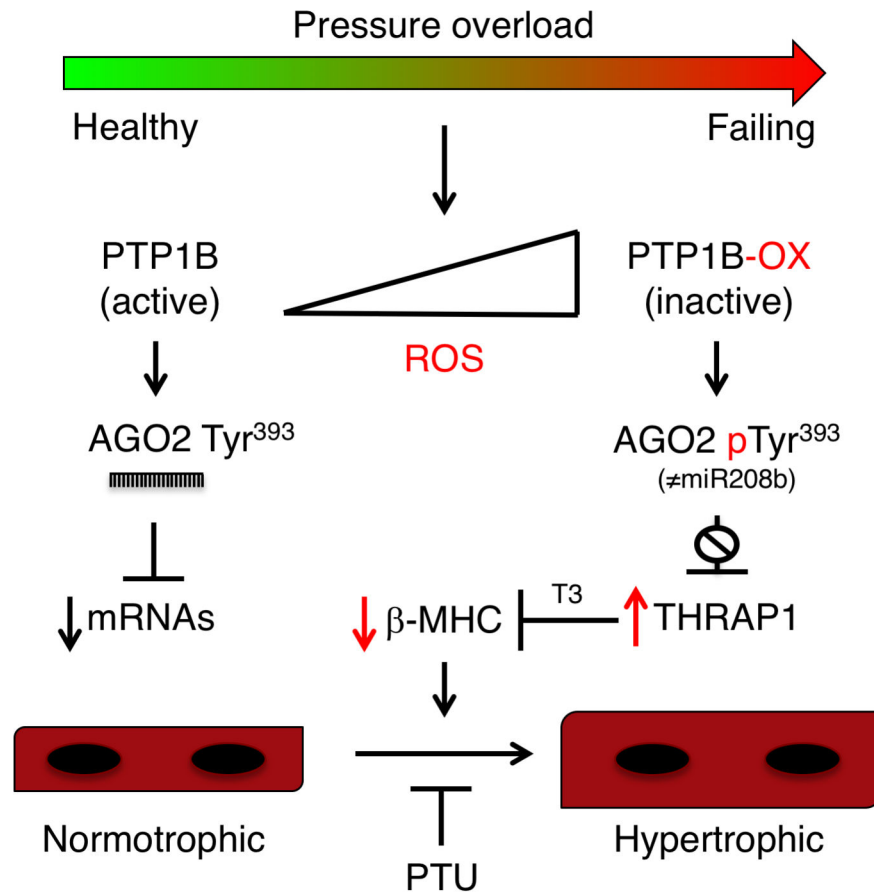 Pressure overload
Healthy
Failing
PTP1B
(active)
PTP1B-OX
(inactive)
ROS
AGO2 Tyr³⁹³
AGO2 pTyr³⁹³
(≠miR208b)
mRNAs
β-MHC
T3
THRAP1
Normotrophic
Hypertrophic
PTU